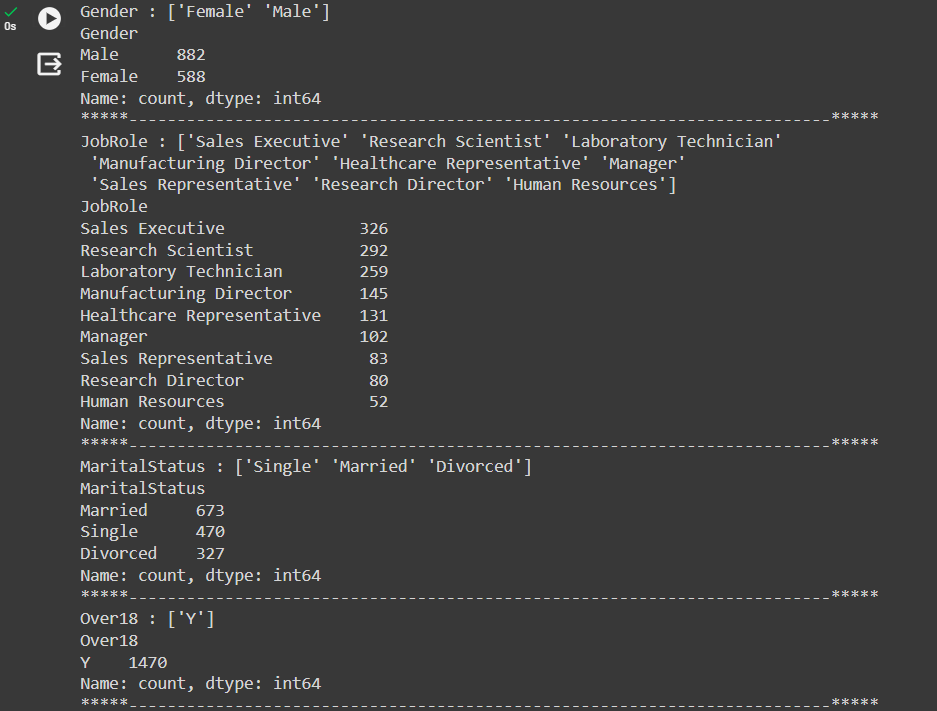 0s
Gender : ['Female' 'Male']
Gender
Male      882
Female    588
Name: count, dtype: int64
*****-------------------------------------------------------------------------*****
JobRole : ['Sales Executive' 'Research Scientist' 'Laboratory Technician'
 'Manufacturing Director' 'Healthcare Representative' 'Manager'
 'Sales Representative' 'Research Director' 'Human Resources']
JobRole
Sales Executive              326
Research Scientist           292
Laboratory Technician        259
Manufacturing Director       145
Healthcare Representative    131
Manager                      102
Sales Representative          83
Research Director             80
Human Resources               52
Name: count, dtype: int64
*****-------------------------------------------------------------------------*****
MaritalStatus : ['Single' 'Married' 'Divorced']
MaritalStatus
Married     673
Single      470
Divorced    327
Name: count, dtype: int64
*****-------------------------------------------------------------------------*****
Over18 : ['Y']
Over18
Y    1470
Name: count, dtype: int64
*****-------------------------------------------------------------------------*****